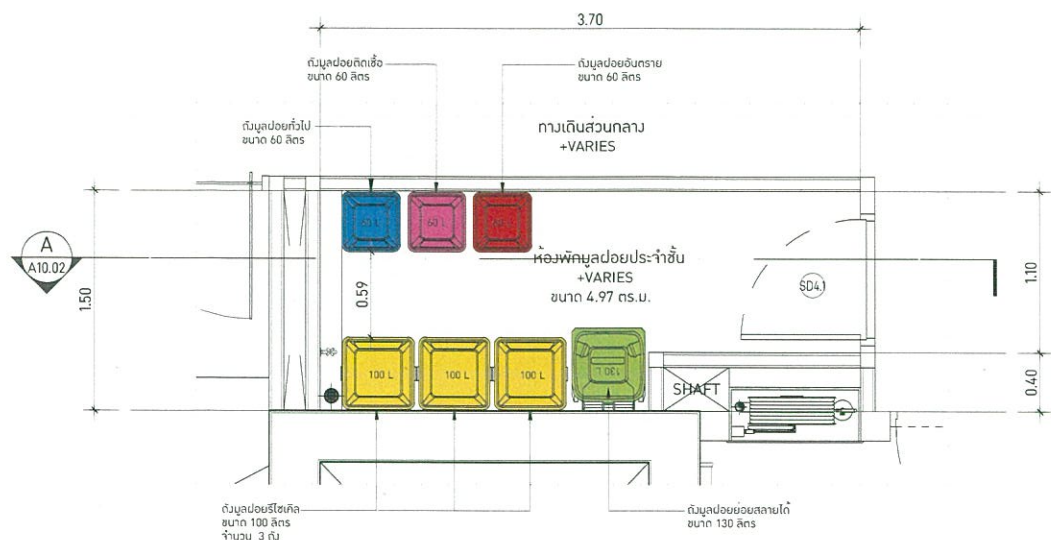 3.70
ถังมูลฝอยติดเชื้อ
ขนาด 60 ลิตร
ถังมูลฝอยอันตราย
ขนาด 60 ลิตร
ถังมูลฝอยทั่วไป
ขนาด 60 ลิตร
ทางเดินส่วนกลาง
+VARIES
60 L
60 L
A
A10.02
1.50
0.59
ห้องพักมูลฝอยประจำชั้น
+VARIES
ขนาด 4.97 ตร.ม.
SD4.1
1.10
100 L
100 L
100 L
130 L
SHAFT
0.40
ถังมูลฝอยรีไซเคิล
ขนาด 100 ลิตร
จำนวน 3 ถัง
ถังมูลฝอยย่อยสลายได้
ขนาด 130 ลิตร